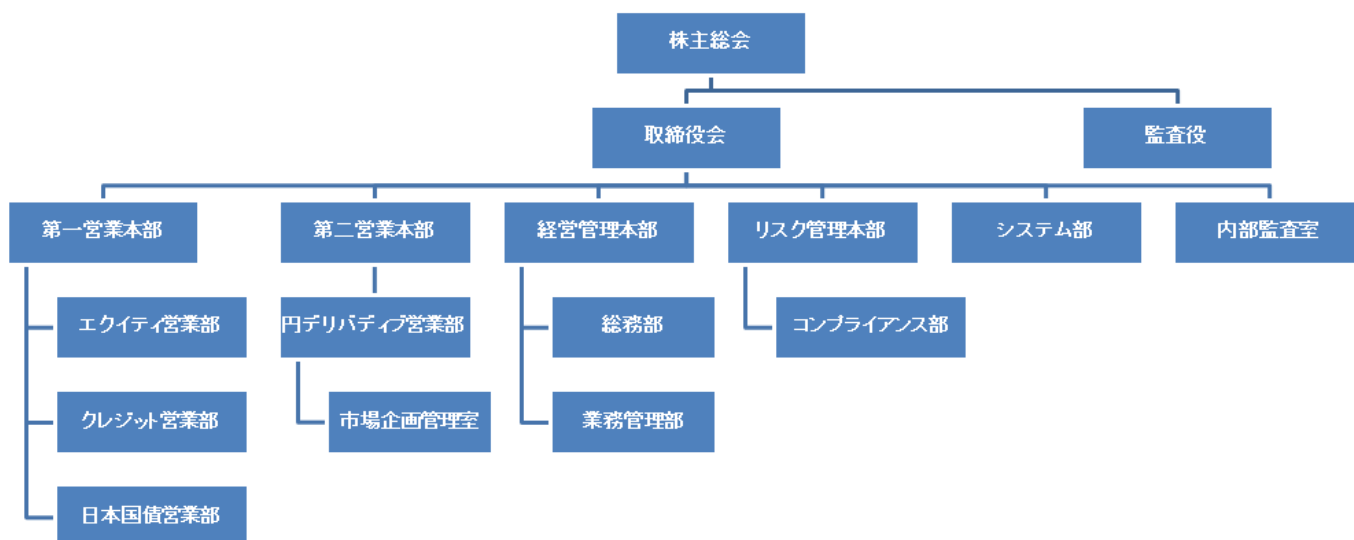 株主総会
取締役会
監査役
第一営業本部
第二営業本部
経営管理本部
リスク管理本部
システム部
内部監査室
エクイティ営業部
円デリバディブ営業部
総務部
コンプライアンス部
クレジット営業部
市場企画管理室
業務管理部
日本国債営業部